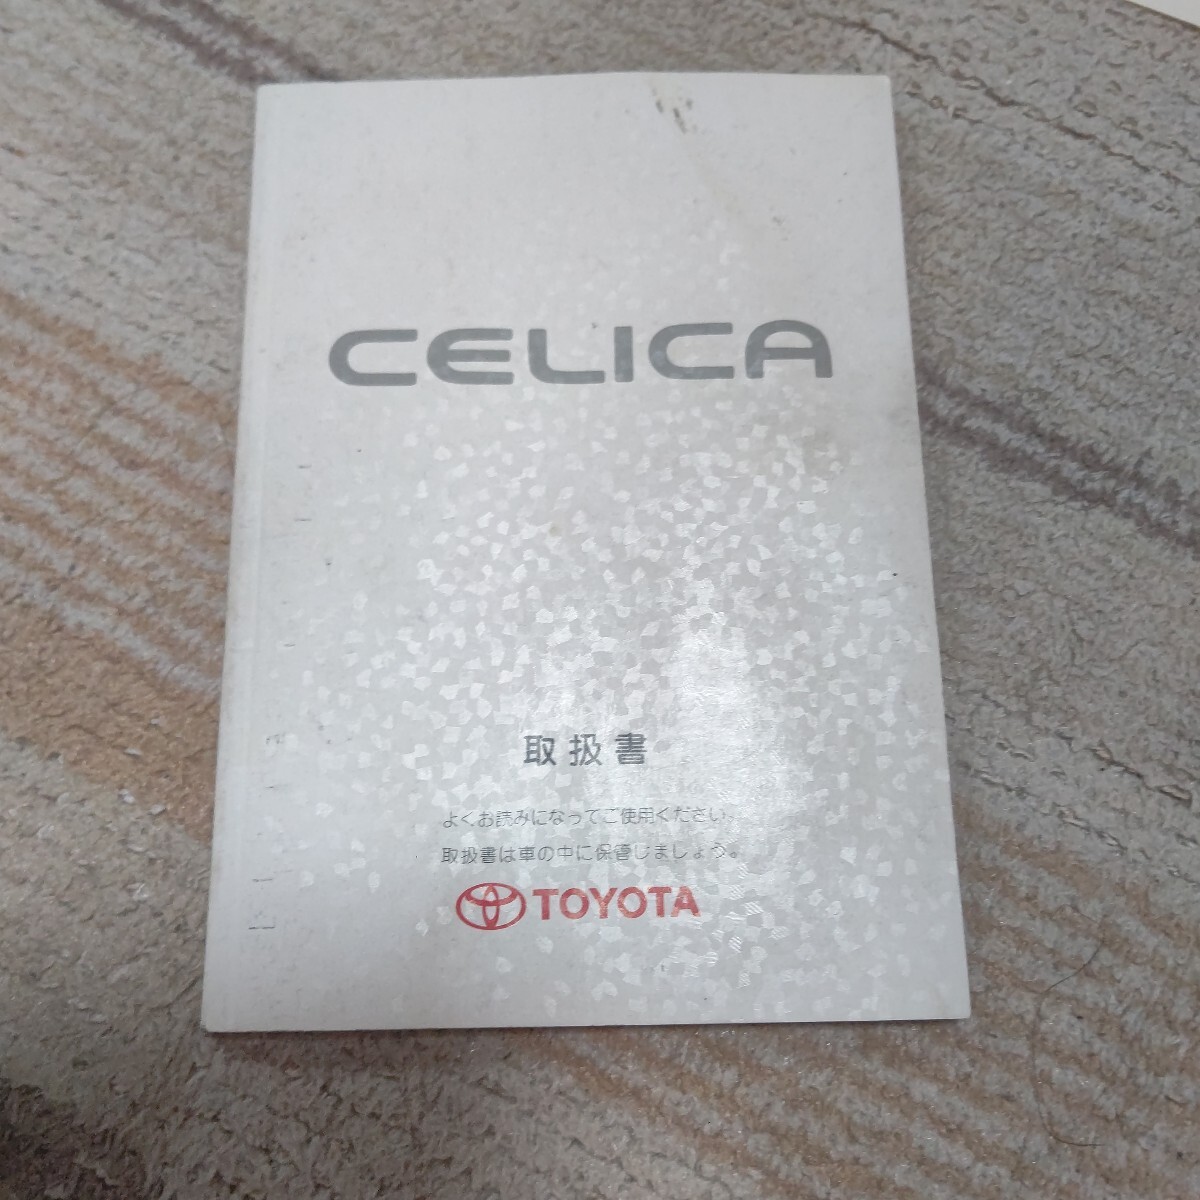 CELICA
取扱書
よくお読みになってご使用ください。
取扱書は車の中に保管しましょう。
TOYOTA